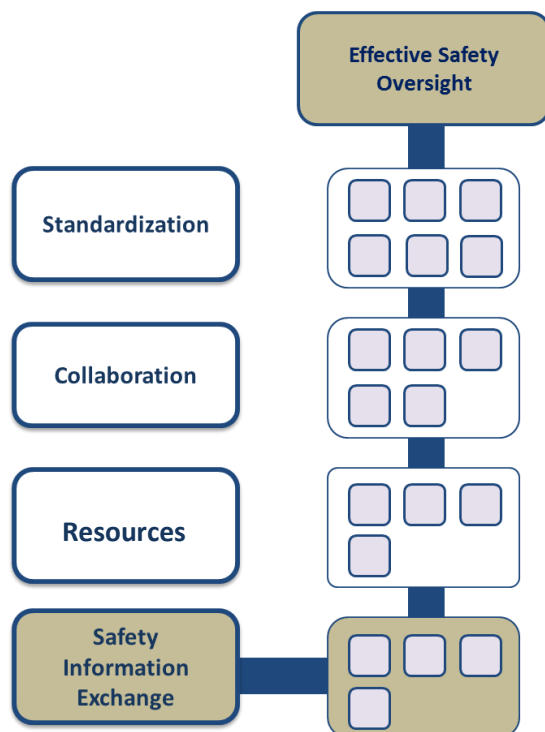 Effective Safety
Oversight
Standardization
Collaboration
Resources
Safety
Information
Exchange